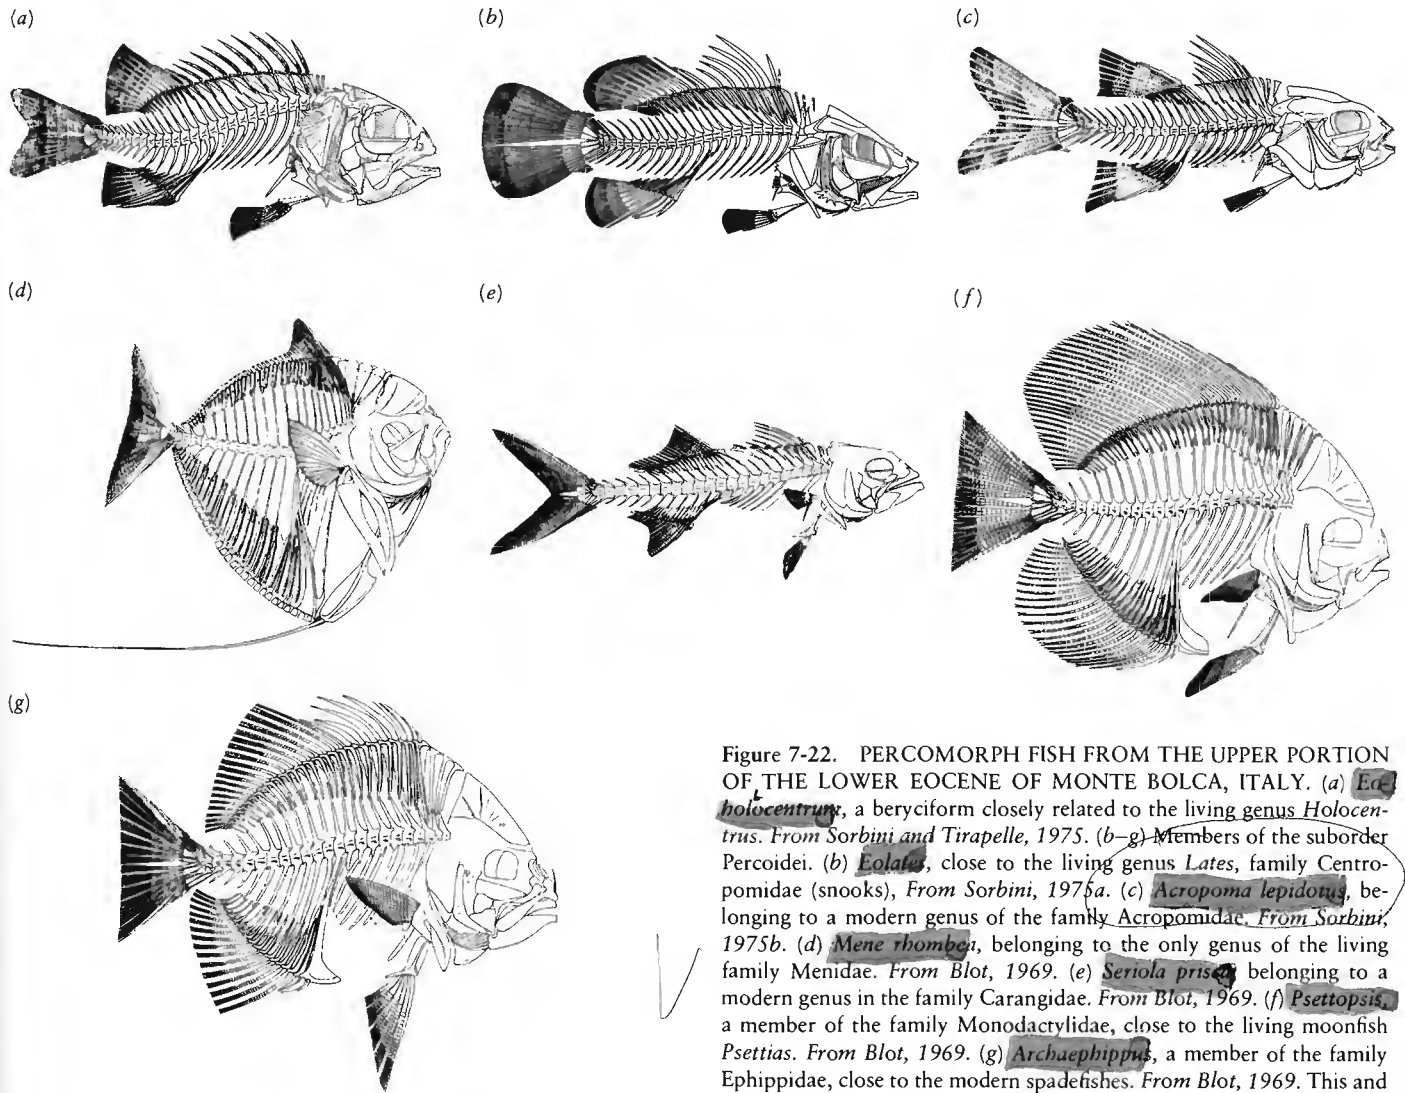 (a)
(b)
(c)
(d)
(e)
(f)
(g)
Figure 7-22. PERCOMORPH FISH FROM THE UPPER PORTION
OF THE LOWER EOCENE OF MONTE BOLCA, ITALY. (a) Eo-
holocentrum, a beryciform closely related to the living genus Holocen-
trus. From Sorbini and Tirapelle, 1975. (b–g) Members of the suborder
Percoidei. (b) Eolates, close to the living genus Lates, family Centro-
pomidae (snooks), From Sorbini, 1975a. (c) Acropoma lepidotus, be-
longing to a modern genus of the family Acropomidae. From Sorbini,
1975b. (d) Mene rhombea, belonging to the only genus of the living
family Menidae. From Blot, 1969. (e) Seriola prisca, belonging to a
modern genus in the family Carangidae. From Blot, 1969. (f) Psettopsis,
a member of the family Monodactylidae, close to the living moonfish
Psettias. From Blot, 1969. (g) Archaephippus, a member of the family
Ephippidae, close to the modern spadefishes. From Blot, 1969. This and